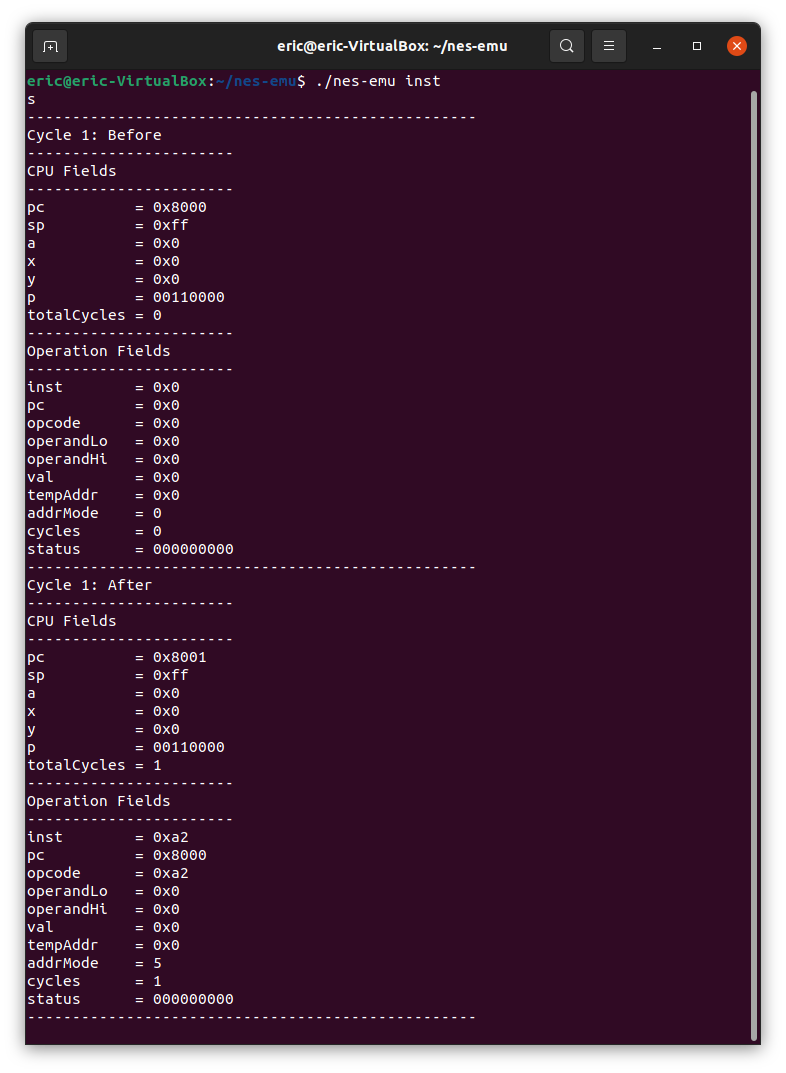 eric@eric-VirtualBox: ~/nes-emu
eric@eric-VirtualBox:~/nes-emu$ ./nes-emu inst
s
--------------------------------------------------
Cycle 1: Before
-----------------------
CPU Fields
-----------------------
pc          = 0x8000
sp          = 0xff
a           = 0x0
x           = 0x0
y           = 0x0
p           = 00110000
totalCycles = 0
-----------------------
Operation Fields
-----------------------
inst        = 0x0
pc          = 0x0
opcode      = 0x0
operandLo   = 0x0
operandHi   = 0x0
val         = 0x0
tempAddr    = 0x0
addrMode    = 0
cycles      = 0
status      = 000000000
--------------------------------------------------
Cycle 1: After
-----------------------
CPU Fields
-----------------------
pc          = 0x8001
sp          = 0xff
a           = 0x0
x           = 0x0
y           = 0x0
p           = 00110000
totalCycles = 1
-----------------------
Operation Fields
-----------------------
inst        = 0xa2
pc          = 0x8000
opcode      = 0xa2
operandLo   = 0x0
operandHi   = 0x0
val         = 0x0
tempAddr    = 0x0
addrMode    = 5
cycles      = 1
status      = 000000000
--------------------------------------------------